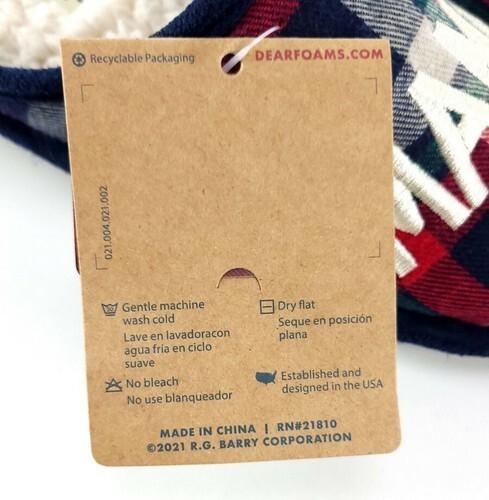 Recyclable Packaging
DEARFOAMS.COM
021.004.021.002
Gentle machine
wash cold
Lave en lavadoracon
agua fría en ciclo
suave
Dry flat
Seque en posición
plana
No bleach
No use blanqueador
Established and
designed in the USA
MADE IN CHINA | RN#21810
©2021 R.G. BARRY CORPORATION